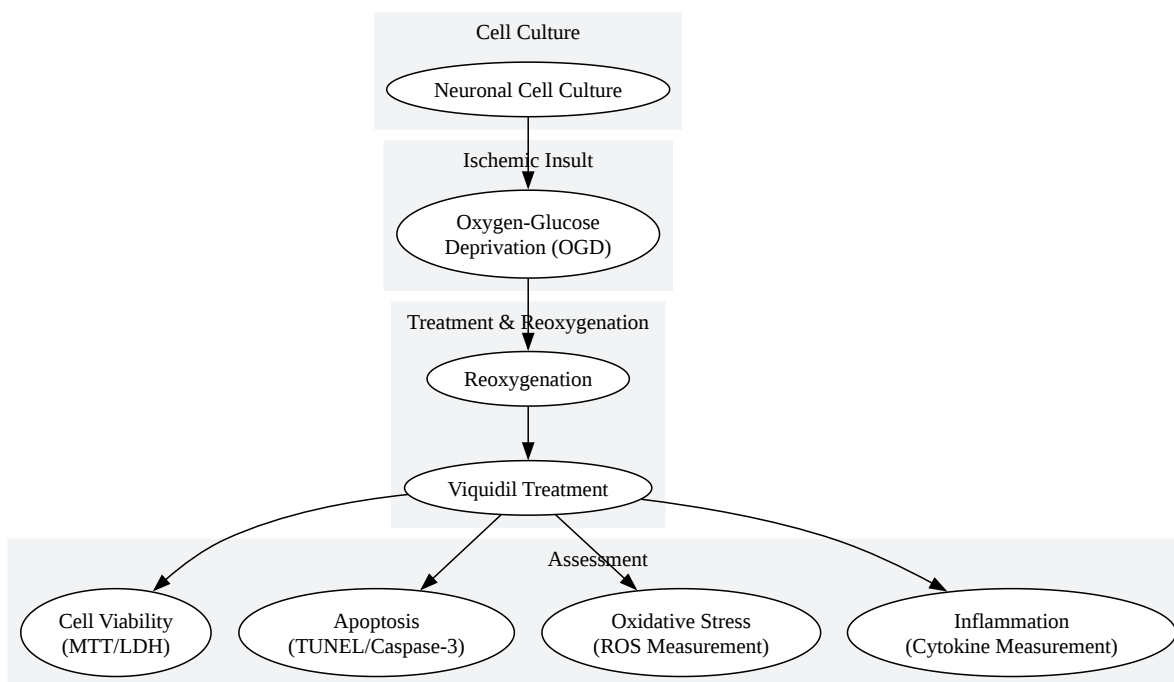 Cell Culture
Neuronal Cell Culture
Ischemic Insult
Oxygen-Glucose
Deprivation (OGD)
Treatment & Reoxygenation
Reoxygenation
Viquidil Treatment
Assessment
Cell Viability
(MTT/LDH)
Apoptosis
(TUNEL/Caspase-3)
Oxidative Stress
(ROS Measurement)
Inflammation
(Cytokine Measurement)